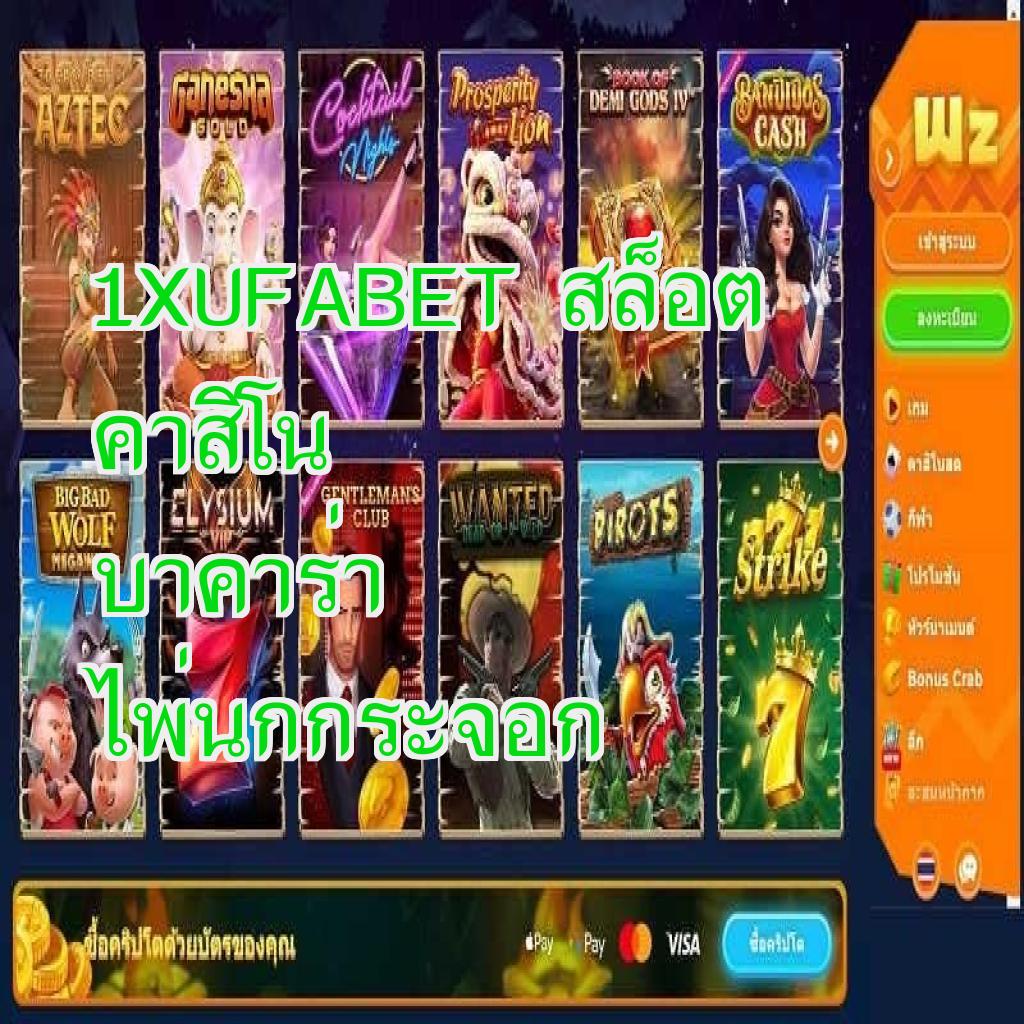 AZTEC
GANESHA
GOLD
Cocktail
Nights
Prosperity
Lion
BOOK OF
DEMI GODS IV
BANDIDOS
CASH
Wz
เข้าสู่ระบบ
ลงทะเบียน
1XUFABET สล็อต
คาสิโน
บาคาร่า
ไพ่นกกระจอก
เกม
คาสิโนสด
กีฬา
โปรโมชั่น
ทัวร์นาเมนต์
Bonus Crab
BIG BAD
WOLF
ELYSIUM
VIP
GENTLEMAN'S
CLUB
WANTED
PIROTS
777
Strike
7
ซื้อคริปโตด้วยบัตรของคุณ
Pay
Pay
VISA
ซื้อคริปโต